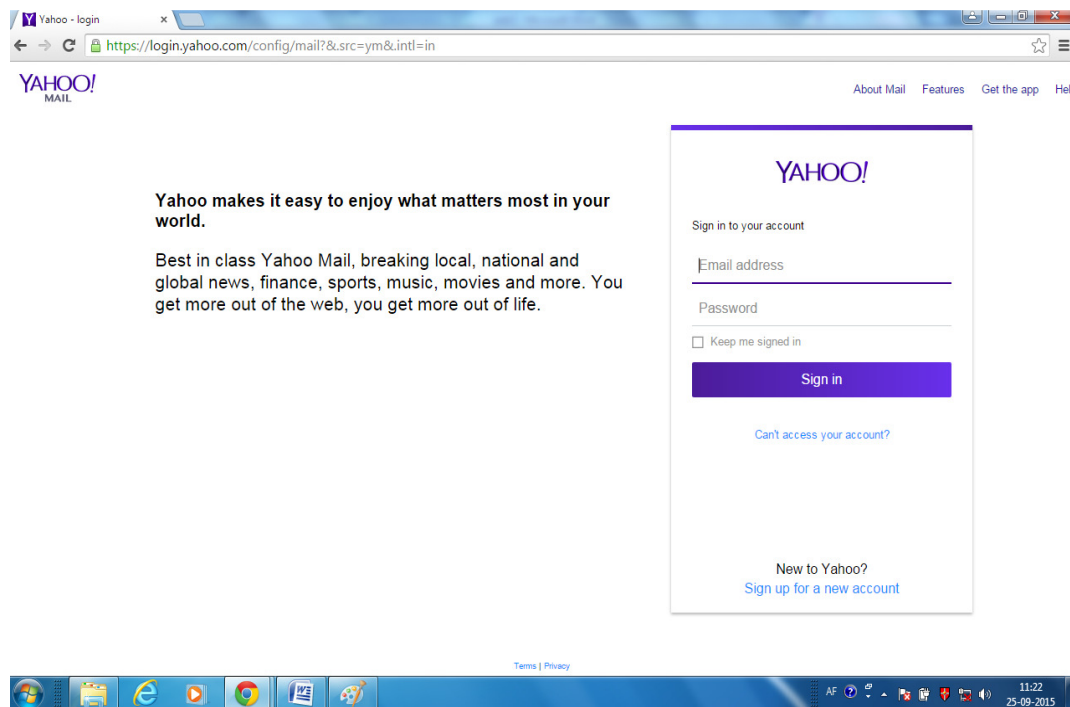 Yahoo - login
https://login.yahoo.com/config/mail?&.src=ym&.intl=in
YAHOO!
MAIL
About Mail Features Get the app Hel
YAHOO!
Yahoo makes it easy to enjoy what matters most in your
world.
Best in class Yahoo Mail, breaking local, national and
global news, finance, sports, music, movies and more. You
get more out of the web, you get more out of life.
Sign in to your account
Email address
Password
Keep me signed in
Sign in
Can't access your account?
New to Yahoo?
Sign up for a new account
Terms | Privacy
AF
11:22
25-09-2015